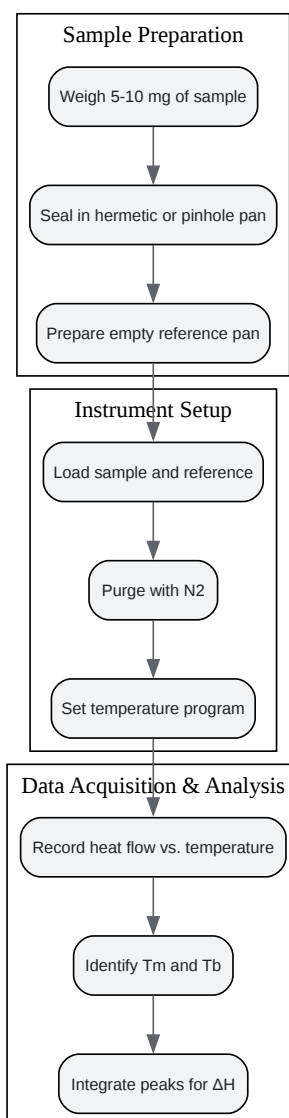 Sample Preparation
Weigh 5-10 mg of sample
Seal in hermetic or pinhole pan
Prepare empty reference pan
Instrument Setup
Load sample and reference
Purge with N2
Set temperature program
Data Acquisition & Analysis
Record heat flow vs. temperature
Identify Tm and Tb
Integrate peaks for ΔH